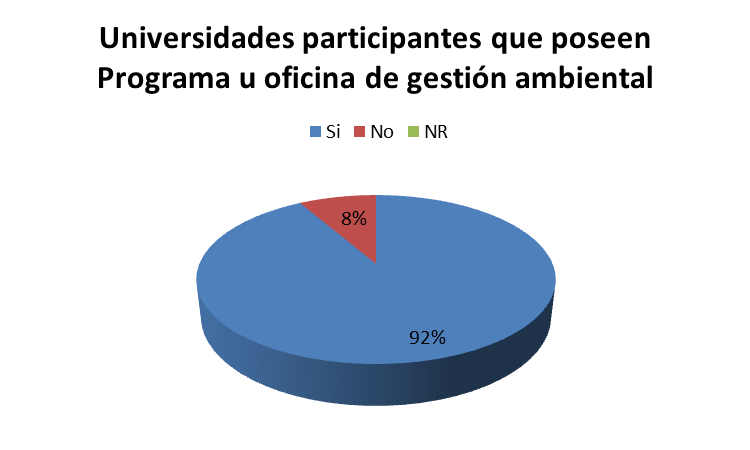 Universidades participantes que poseen
Programa u oficina de gestión ambiental
Si No NR
8%
92%